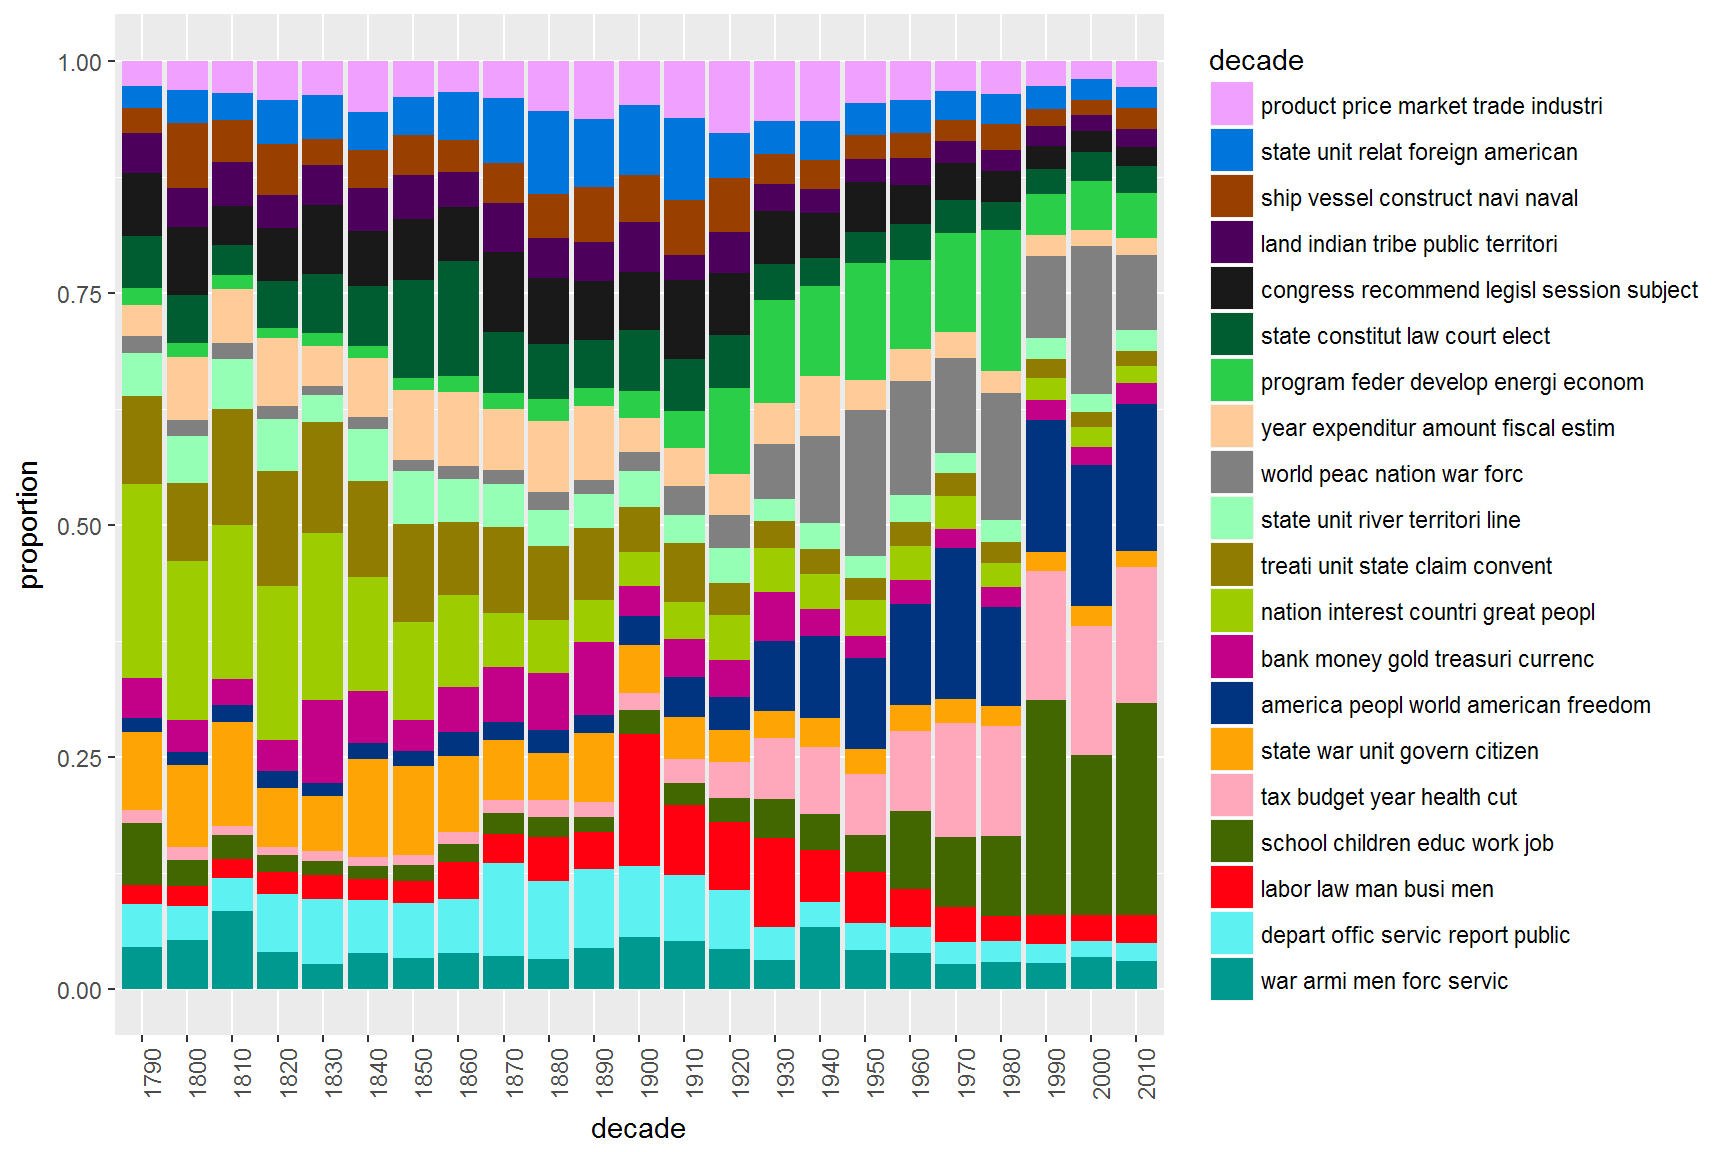 decade
product price market trade industri
state unit relat foreign american
ship vessel construct navi naval
land indian tribe public territori
congress recommend legisl session subject
state constitut law court elect
program feder develop energi econom
year expenditur amount fiscal estim
world peac nation war forc
state unit river territori line
treati unit state claim convent
nation interest countri great peopl
bank money gold treasuri currenc
america peopl world american freedom
state war unit govern citizen
tax budget year health cut
school children educ work job
labor law man busi men
depart offic servic report public
war armi men forc servic
proportion
1.00
0.75
0.50
0.25
0.00
1790 1800 1810 1820 1830 1840 1850 1860 1870 1880 1890 1900 1910 1920 1930 1940 1950 1960 1970 1980 1990 2000 2010
decade